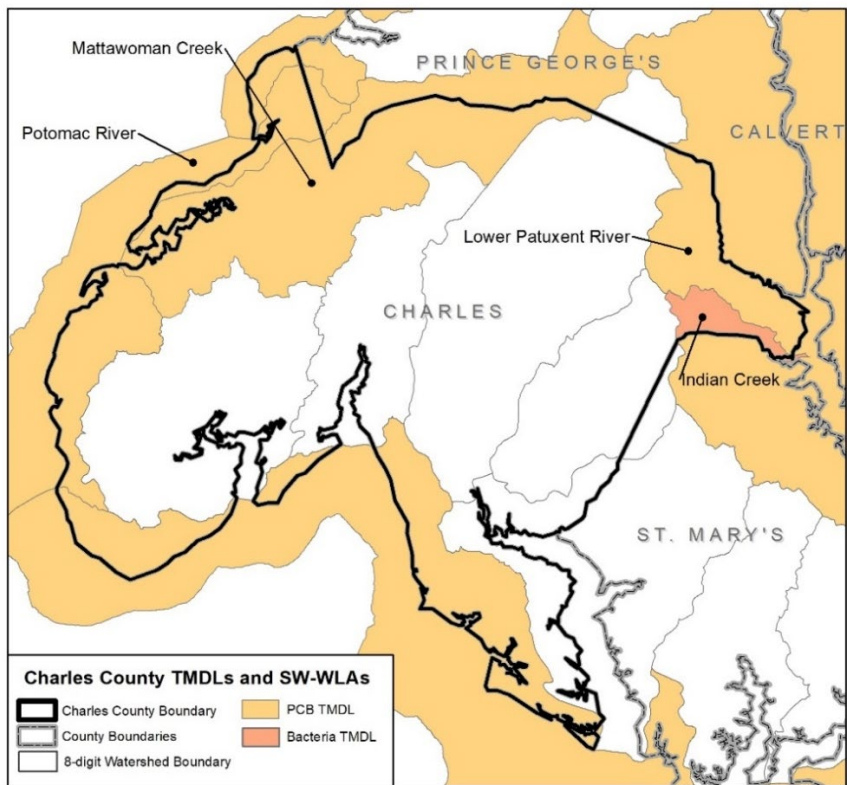 Mattawoman Creek
PRINCE GEORGE'S
Potomac River
CALVERT
Lower Patuxent River
CHARLES
Indian Creek
ST. MARY'S
Charles County TMDLs and SW-WLAs
Charles County Boundary
PCB TMDL
County Boundaries
Bacteria TMDL
8-digit Watershed Boundary